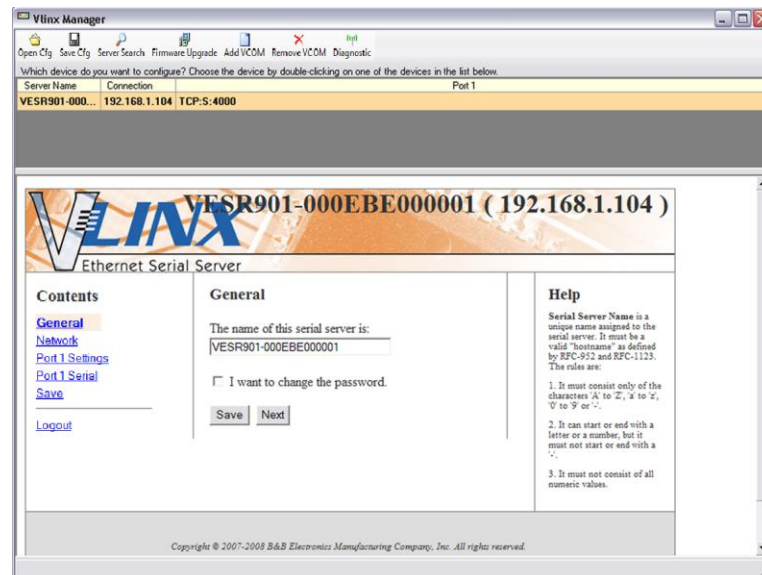 Vlinx Manager
Open Cfg Save Cfg Server Search Firmware Upgrade Add VCOM Remove VCOM Diagnostic
Which device do you want to configure? Choose the device by double-clicking on one of the devices in the list below.
Server Name Connection Port 1
VESR901-000... 192.168.1.104 TCP:S:4000
VESR901-000EBE000001 ( 192.168.1.104 )
VLINX
Ethernet Serial Server
Contents
General
Network
Port 1 Settings
Port 1 Serial
Save
Logout
General
The name of this serial server is:
VESR901-000EBE000001
I want to change the password.
Save Next
Help
Serial Server Name is a
unique name assigned to the
serial server. It must be a
valid "hostname" as defined
by RFC-952 and RFC-1123.
The rules are:
1. It must consist only of the
characters 'A' to 'Z', 'a' to 'z',
'0' to '9' or '-'.
2. It can start or end with a
letter or a number, but it
must not start or end with a
'-'.
3. It must not consist of all
numeric values.
Copyright © 2007-2008 B&B Electronics Manufacturing Company, Inc. All rights reserved.